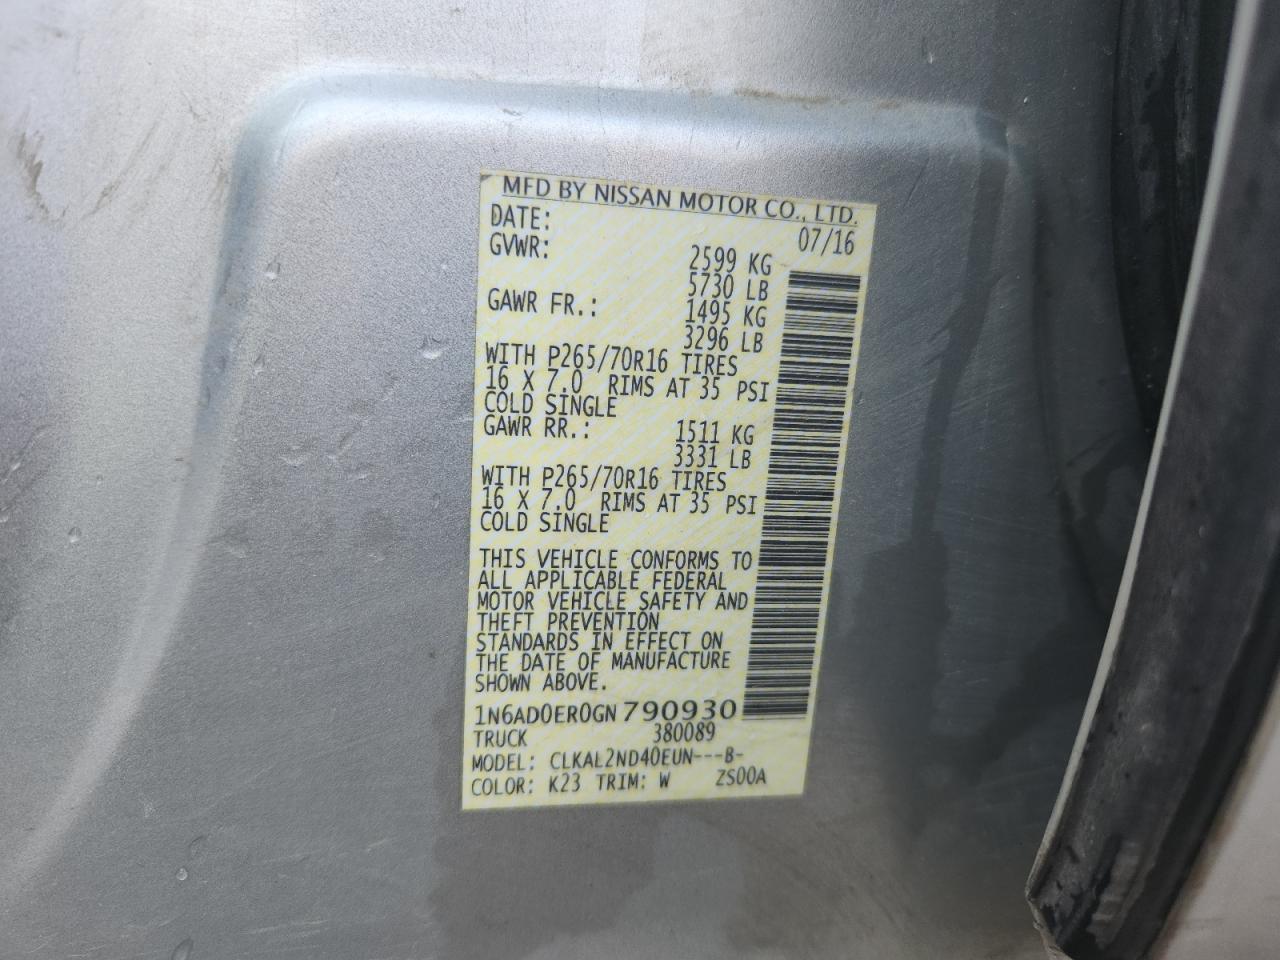 MFD BY NISSAN MOTOR CO., LTD.
DATE: 07/16
GVWR: 2599 KG
5730 LB
GAWR FR.: 1495 KG
3296 LB
WITH P265/70R16 TIRES
16 X 7.0 RIMS AT 35 PSI
COLD SINGLE
GAWR RR.: 1511 KG
3331 LB
WITH P265/70R16 TIRES
16 X 7.0 RIMS AT 35 PSI
COLD SINGLE
THIS VEHICLE CONFORMS TO
ALL APPLICABLE FEDERAL
MOTOR VEHICLE SAFETY AND
THEFT PREVENTION
STANDARDS IN EFFECT ON
THE DATE OF MANUFACTURE
SHOWN ABOVE.
1N6AD0ER0GN790930
TRUCK 380089
MODEL: CLKAL2ND40EUN---B-
COLOR: K23 TRIM: W ZS00A